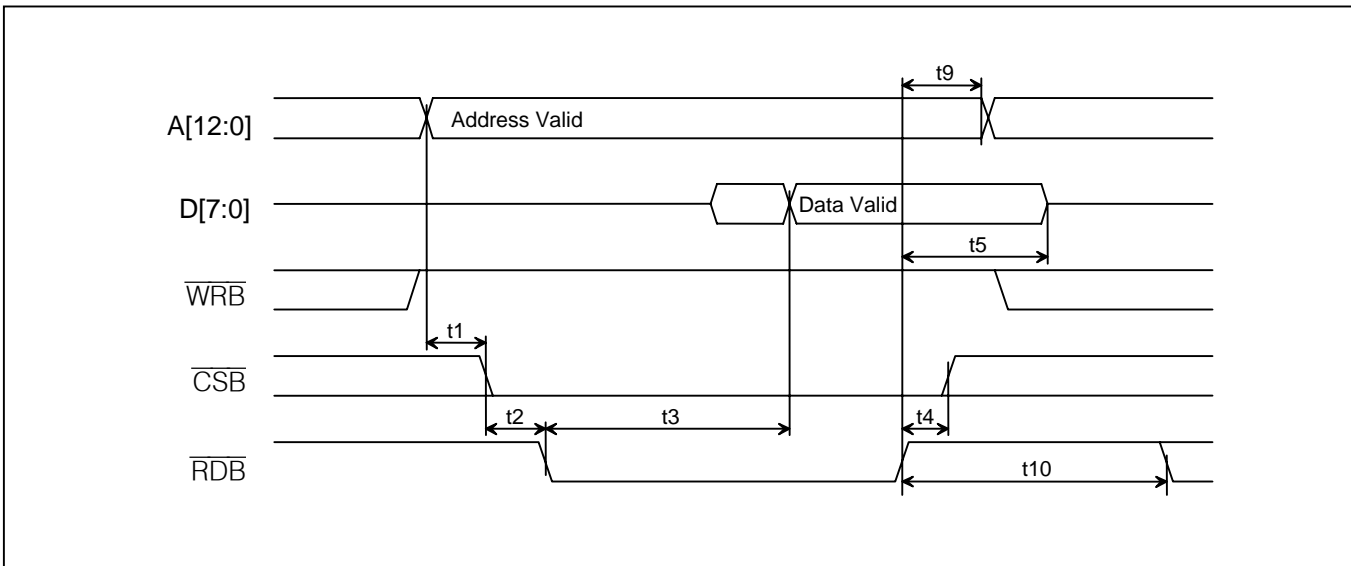 t9
A[12:0]
Address Valid
D[7:0]
Data Valid
t5
WRB
t1
CSB
t2
t3
t4
RDB
t10